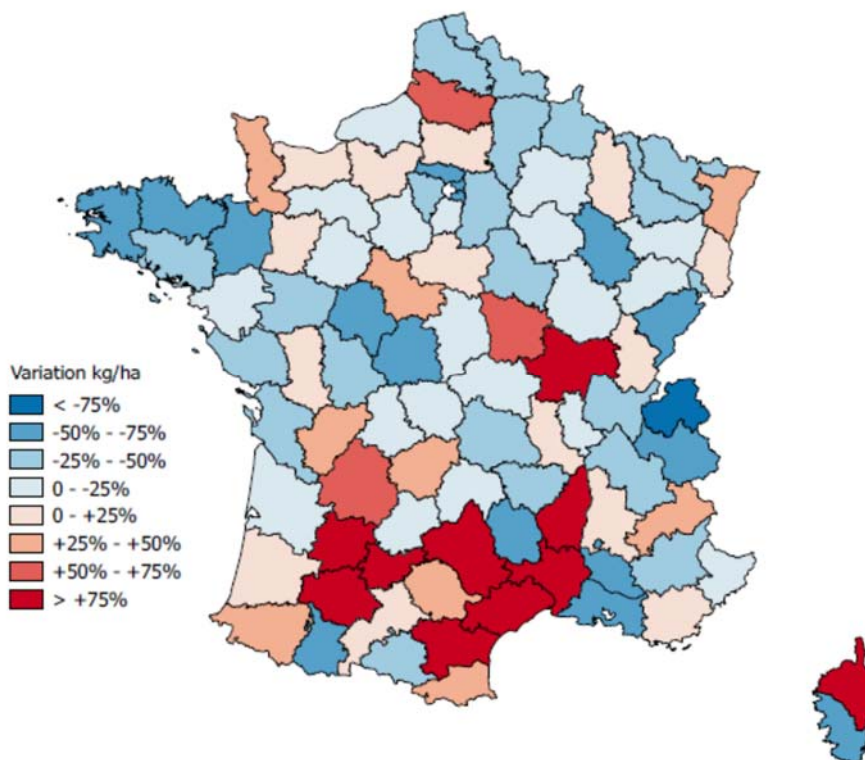 Variation kg/ha
< -75%
-50% - -75%
-25% - -50%
0 - -25%
0 - +25%
+25% - +50%
+50% - +75%
> +75%